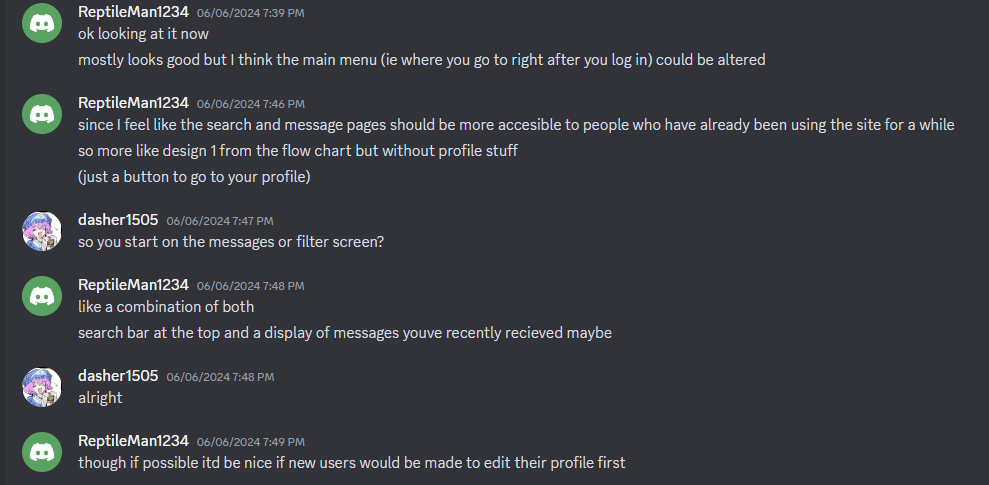 ReptileMan1234 06/06/2024 7:39 PM
ok looking at it now
mostly looks good but I think the main menu (ie where you go to right after you log in) could be altered
ReptileMan1234 06/06/2024 7:46 PM
since I feel like the search and message pages should be more accesible to people who have already been using the site for a while
so more like design 1 from the flow chart but without profile stuff
(just a button to go to your profile)
dasher1505 06/06/2024 7:47 PM
so you start on the messages or filter screen?
ReptileMan1234 06/06/2024 7:48 PM
like a combination of both
search bar at the top and a display of messages youve recently recieved maybe
dasher1505 06/06/2024 7:48 PM
alright
ReptileMan1234 06/06/2024 7:49 PM
though if possible itd be nice if new users would be made to edit their profile first